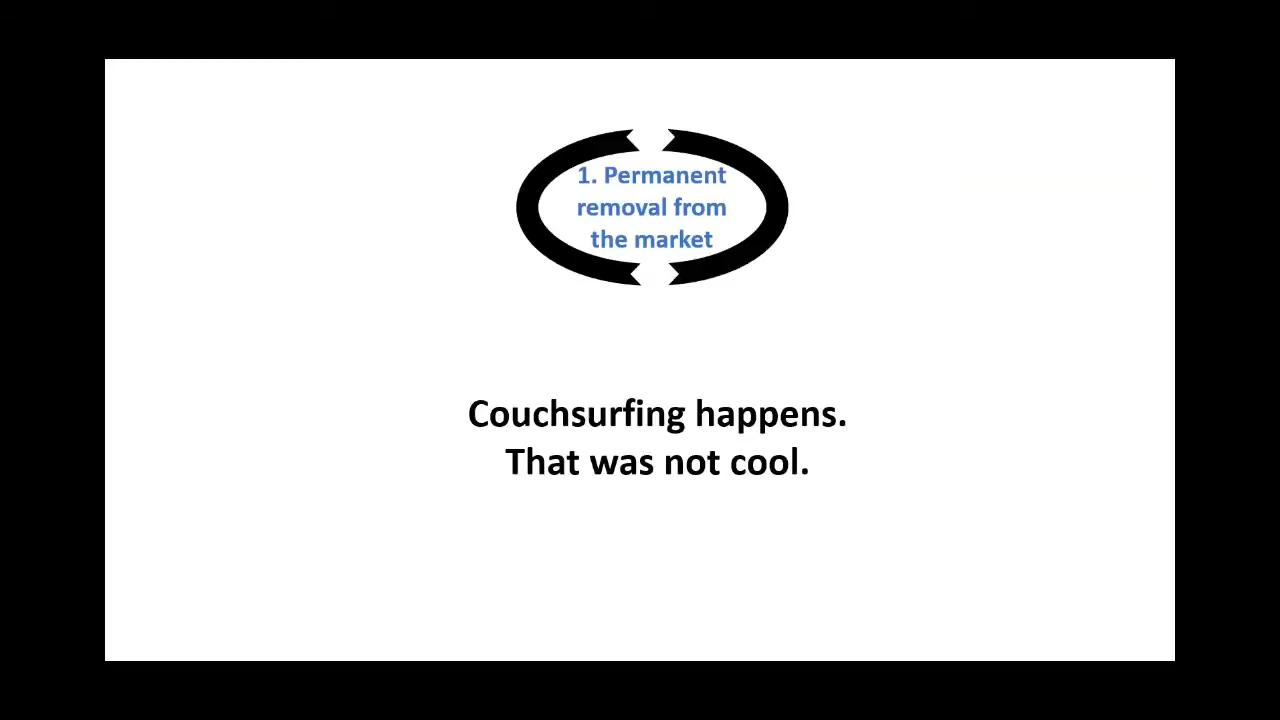 1. Permanent
removal from
the market
Couchsurfing happens.
That was not cool.